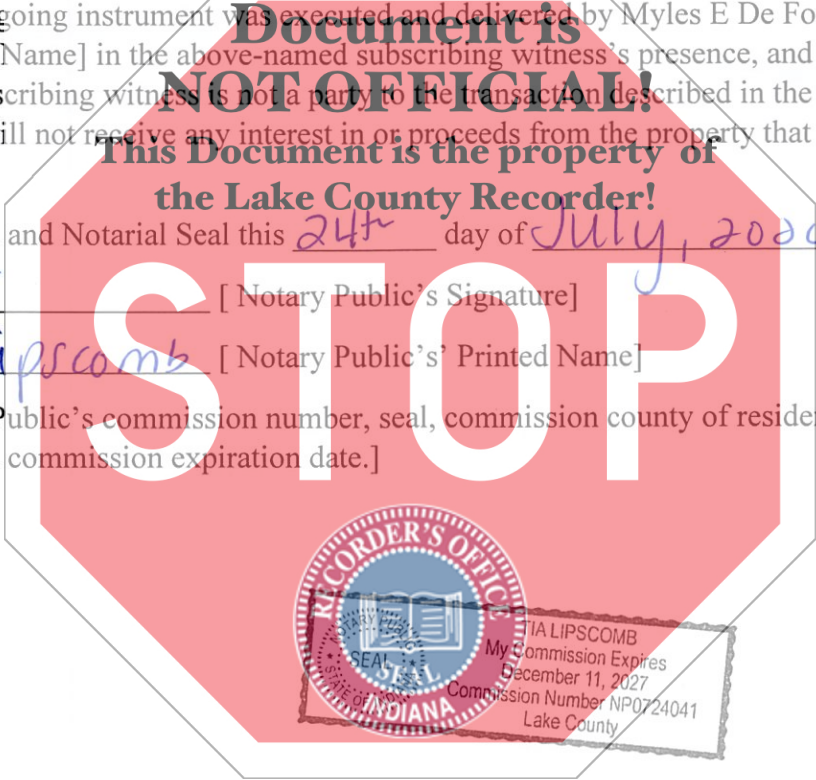 Document is
going instrument was executed and delivered by Myles E De Fo
NOT OFFICIAL!
Name] in the above-named subscribing witness's presence, and
scribing witness is not a party to the transaction described in the
ill not receive any interest in or proceeds from the property that
This Document is the property of
the Lake County Recorder!
and Notarial Seal this 24th day of July, 202
[ Notary Public's Signature]
ipscomb [ Notary Public's' Printed Name]
Public's commission number, seal, commission county of residen
commission expiration date.]
STOP
RECORDER'S OFFICE
SEAL
INDIANA
NOTARY PUBLIC
SEAL
STATE OF INDIANA
TIA LIPSCOMB
My Commission Expires
December 11, 2027
Commission Number NP0724041
Lake County